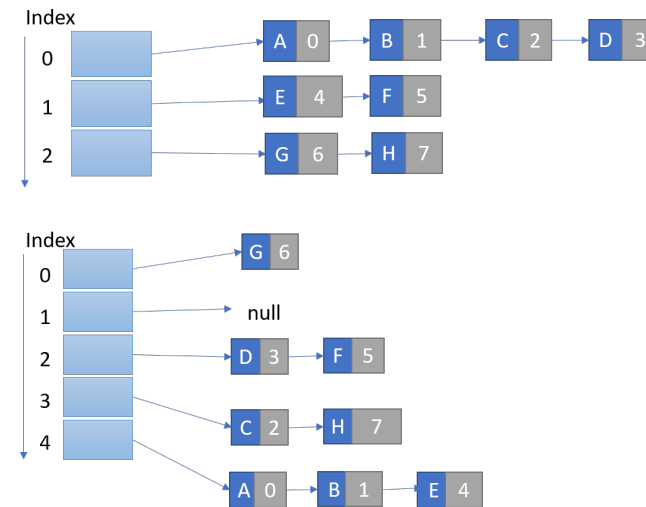 Index
0 A 0 B 1 C 2 D 3
1 E 4 F 5
2 G 6 H 7
Index
0 G 6
1 null
2 D 3 F 5
3 C 2 H 7
4 A 0 B 1 E 4